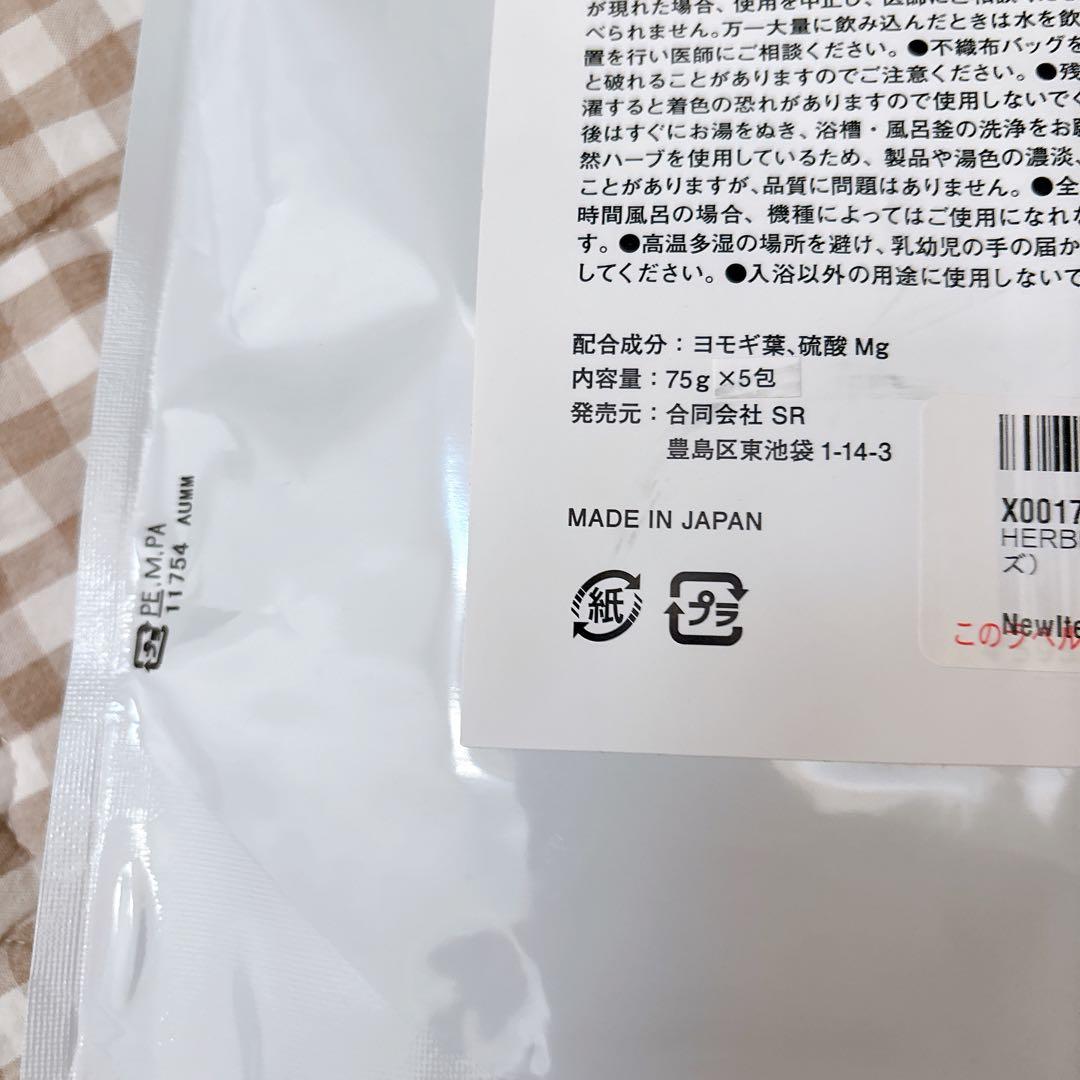 が現れた場合、使用を中止し、医師にご相談
べられません。万一大量に飲み込んだときは水を飲
置を行い医師にご相談ください。●不織布バッグを
と破れることがありますのでご注意ください。●残
濯すると着色の恐れがありますので使用しないでく
後はすぐにお湯をぬき、浴槽・風呂釜の洗浄をお願
然ハーブを使用しているため、製品や湯色の濃淡、
ことがありますが、品質に問題はありません。●全
時間風呂の場合、機種によってはご使用になれな
す。●高温多湿の場所を避け、乳幼児の手の届か
してください。●入浴以外の用途に使用しないで
配合成分：ヨモギ葉、硫酸 Mg
内容量：75g ×5包
発売元：合同会社 SR
豊島区東池袋 1-14-3
MADE IN JAPAN
紙
プラ
X0017
HERB
ズ）
NewIte
このラベル
プラ PE.M.PA
11754 AUMM